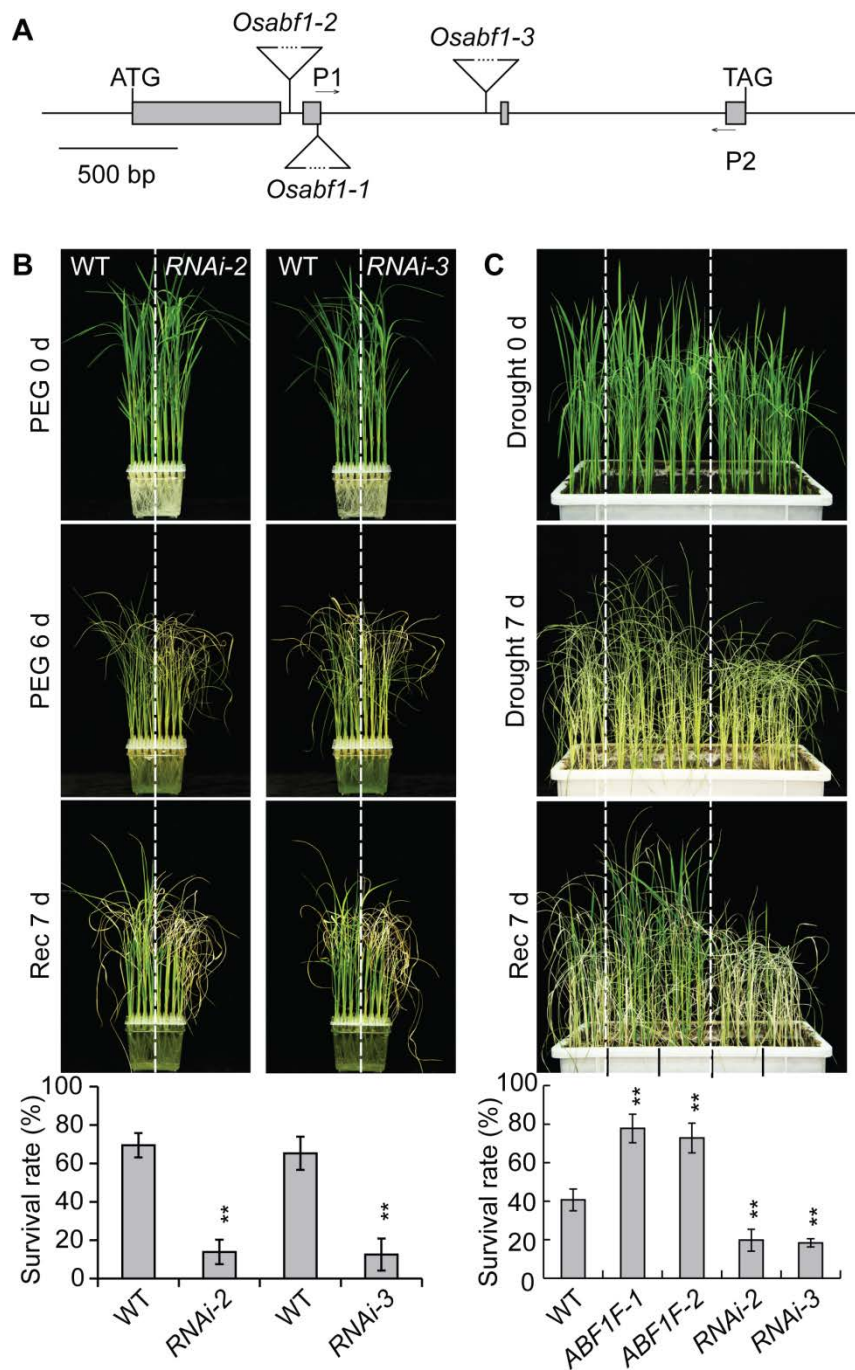 A
Osabf1-2
Osabf1-3
ATG
P1
TAG
500 bp
Osabf1-1
P2
B
WT
RNAi-2
WT
RNAi-3
C
PEG 0 d
Drought 0 d
PEG 6 d
Drought 7 d
Rec 7 d
Rec 7 d
Survival rate (%)
100
80
60
40
20
0
**
**
WT
RNAi-2
WT
RNAi-3
Survival rate (%)
100
80
60
40
20
0
**
**
**
**
WT
ABF1F-1
ABF1F-2
RNAi-2
RNAi-3